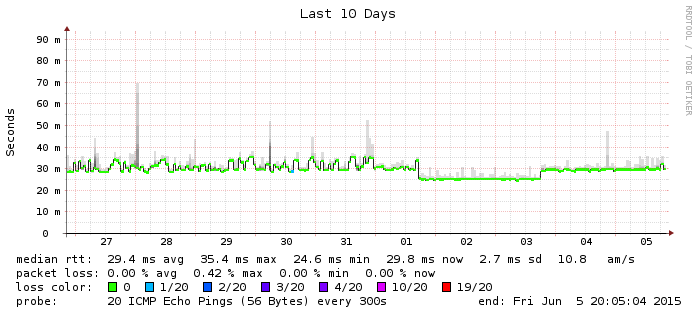 Last 10 Days
RRDTOOL / TOBI OETIKER
Seconds
90 m
80 m
70 m
60 m
50 m
40 m
30 m
20 m
10 m
0
27 28 29 30 31 01 02 03 04 05
median rtt: 29.4 ms avg 35.4 ms max 24.6 ms min 29.8 ms now 2.7 ms sd 10.8 am/s
packet loss: 0.00 % avg 0.42 % max 0.00 % min 0.00 % now
loss color: 0 1/20 2/20 3/20 4/20 10/20 19/20
probe: 20 ICMP Echo Pings (56 Bytes) every 300s end: Fri Jun 5 20:05:04 2015